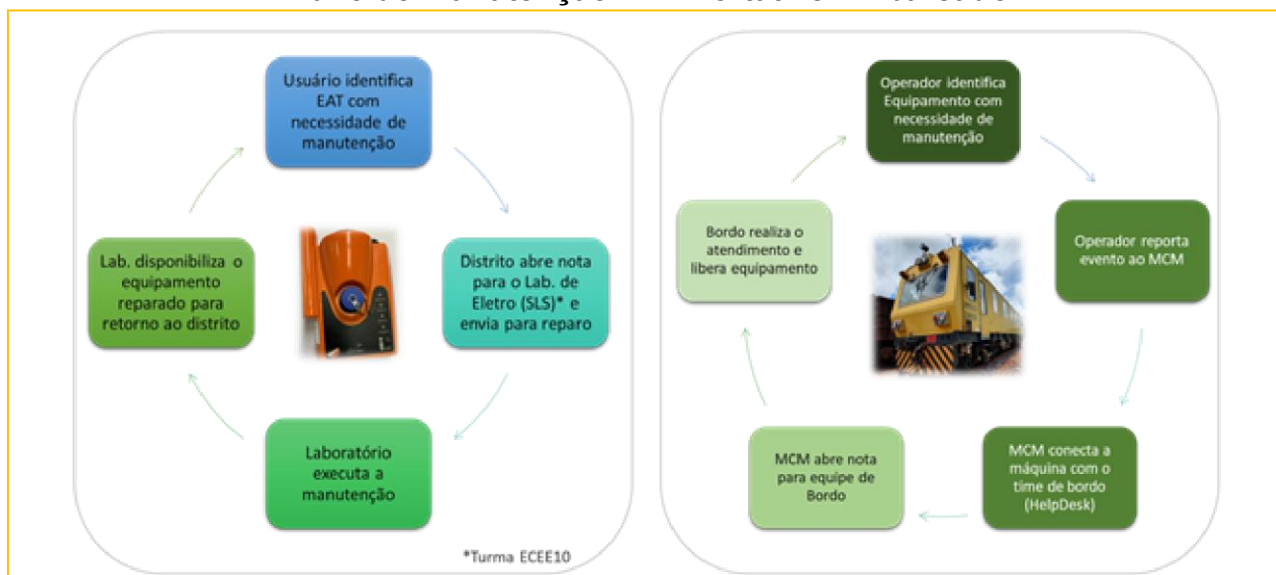 Usuário identifica
EAT com
necessidade de
manutenção
Lab. disponibiliza o
equipamento
reparado para
retorno ao distrito
Distrito abre nota
para o Lab. de
Eletro (SLS)* e
envia para reparo
Laboratório
executa a
manutenção
*Turma ECEE10
Operador identifica
Equipamento com
necessidade de
manutenção
Bordo realiza o
atendimento e
libera equipamento
Operador reporta
evento ao MCM
MCM abre nota
para equipe de
Bordo
MCM conecta a
máquina com o
time de bordo
(HelpDesk)